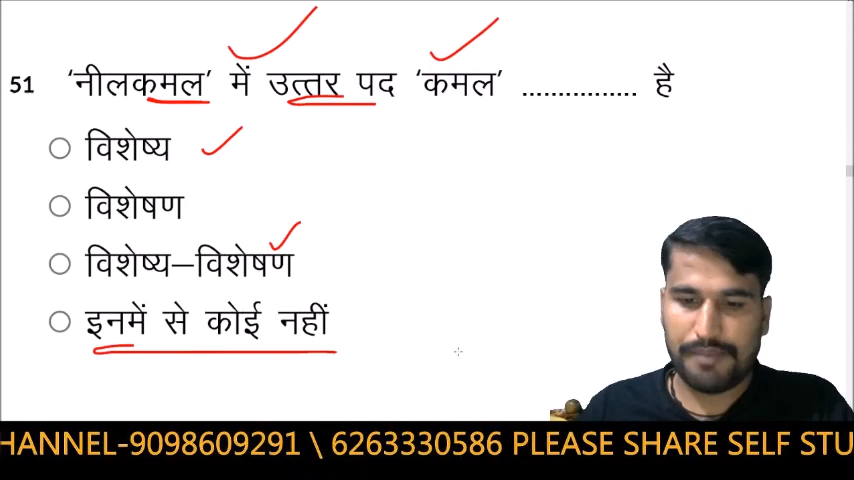 51 'नीलकमल' में उत्तर पद 'कमल' ................ है
विशेष्य
विशेषण
विशेष्य–विशेषण
इनमें से कोई नहीं
HANNEL-9098609291 \ 6263330586 PLEASE SHARE SELF STU